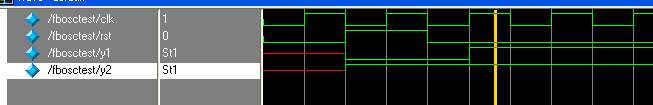 /fbosctest/clk 1
/fbosctest/rst 0
/fbosctest/y1 St1
/fbosctest/y2 St1